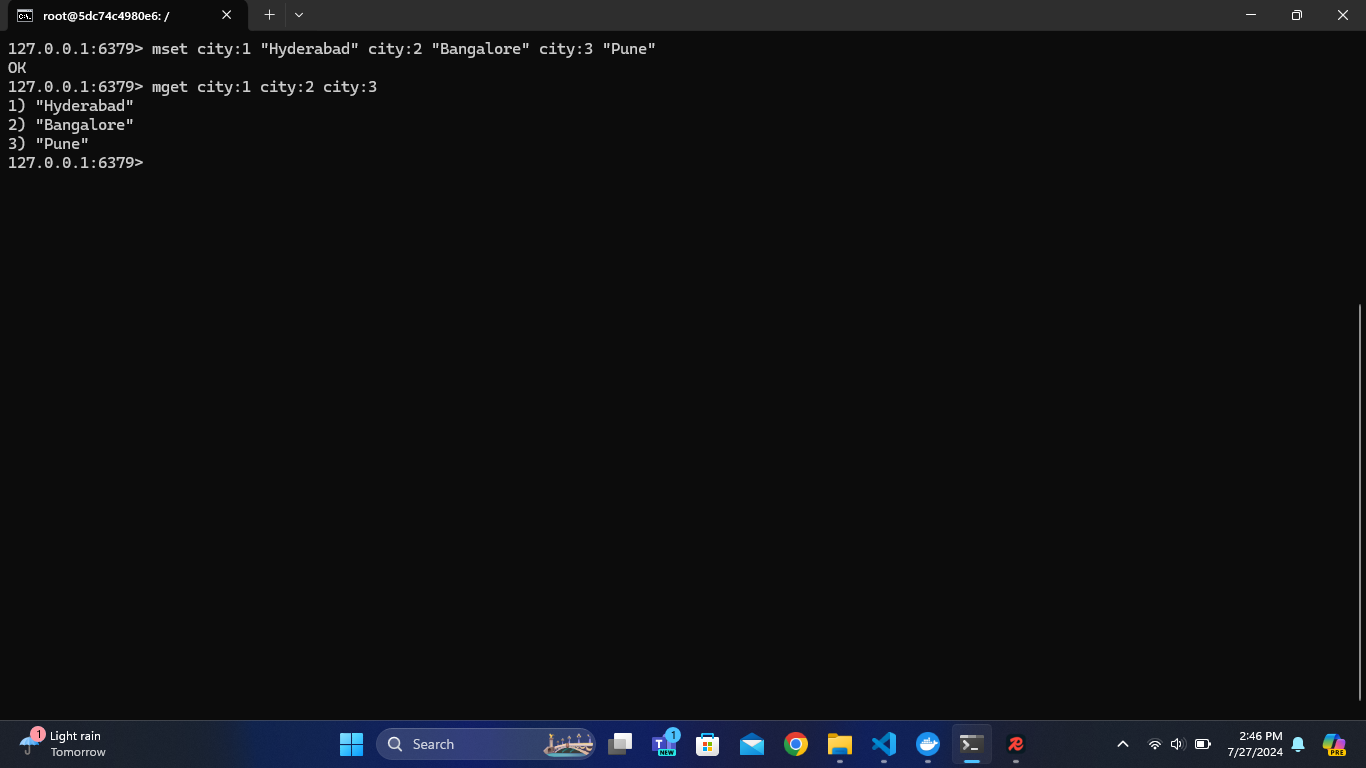 root@5dc74c4980e6: /
127.0.0.1:6379> mset city:1 "Hyderabad" city:2 "Bangalore" city:3 "Pune"
OK
127.0.0.1:6379> mget city:1 city:2 city:3
1) "Hyderabad"
2) "Bangalore"
3) "Pune"
127.0.0.1:6379>
1
Light rain
Tomorrow
Search
1
NEW
2:46 PM
7/27/2024
PRE